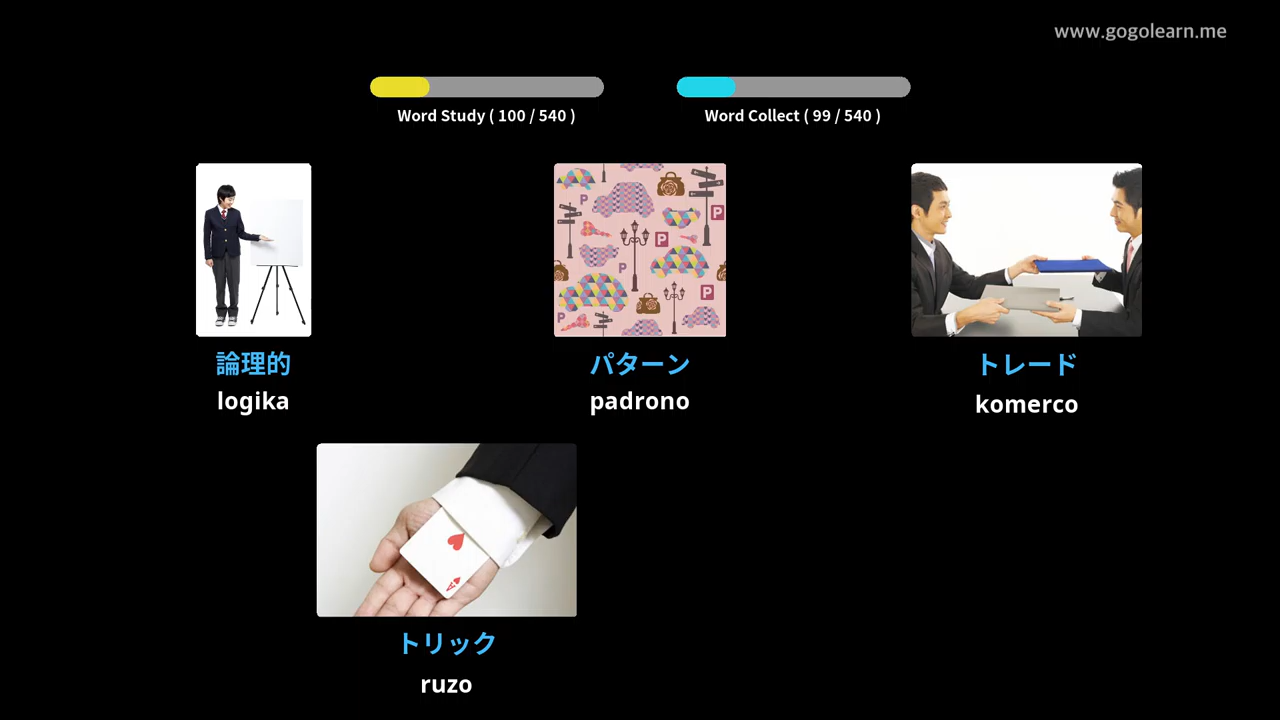 www.gogolearn.me
Word Study ( 100 / 540 )
Word Collect ( 99 / 540 )
論理的
logika
パターン
padrono
トレード
komerco
トリック
ruzo